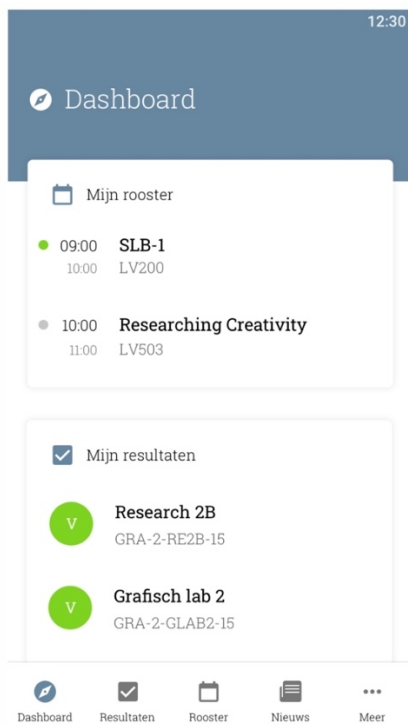 12:30
Dashboard
Mijn rooster
09:00 SLB-1
10:00 LV200
10:00 Researching Creativity
11:00 LV503
Mijn resultaten
V Research 2B
GRA-2-RE2B-15
V Grafisch lab 2
GRA-2-GLAB2-15
Dashboard Resultaten Rooster Nieuws Meer